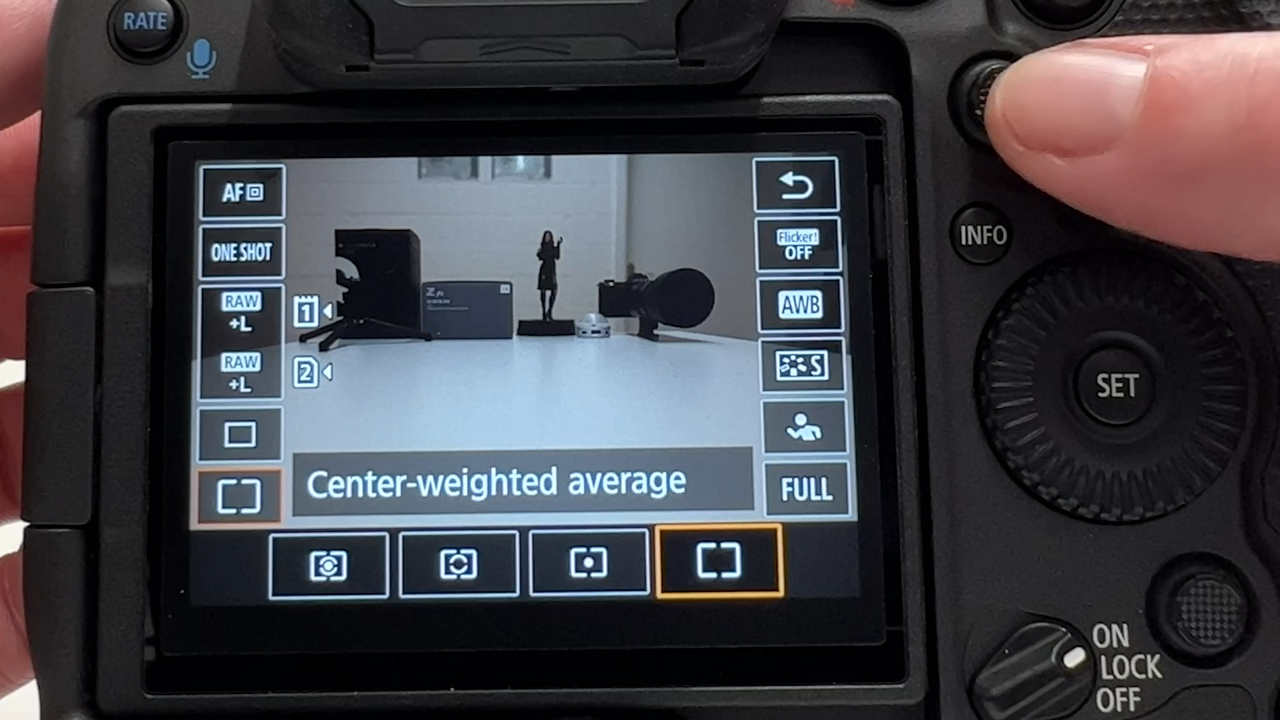 RATE
INFO
SET
ON
LOCK
OFF
AF
ONE SHOT
RAW
+L
RAW
+L
1
2
Flicker!
OFF
AWB
S
FULL
Center-weighted average
Z fc